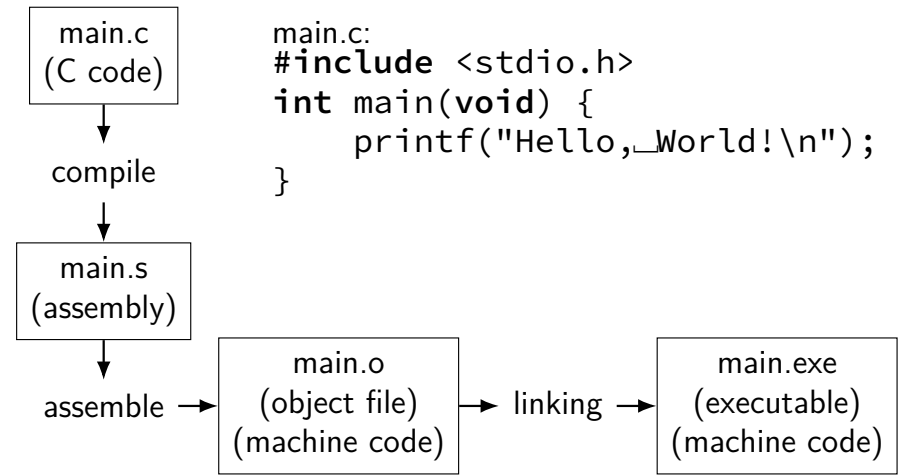 main.c
(C code)
compile
main.s
(assembly)
assemble
main.o
(object file)
(machine code)
linking
main.exe
(executable)
(machine code)
main.c:
#include <stdio.h>
int main(void) {
    printf("Hello,␣World!\n");
}